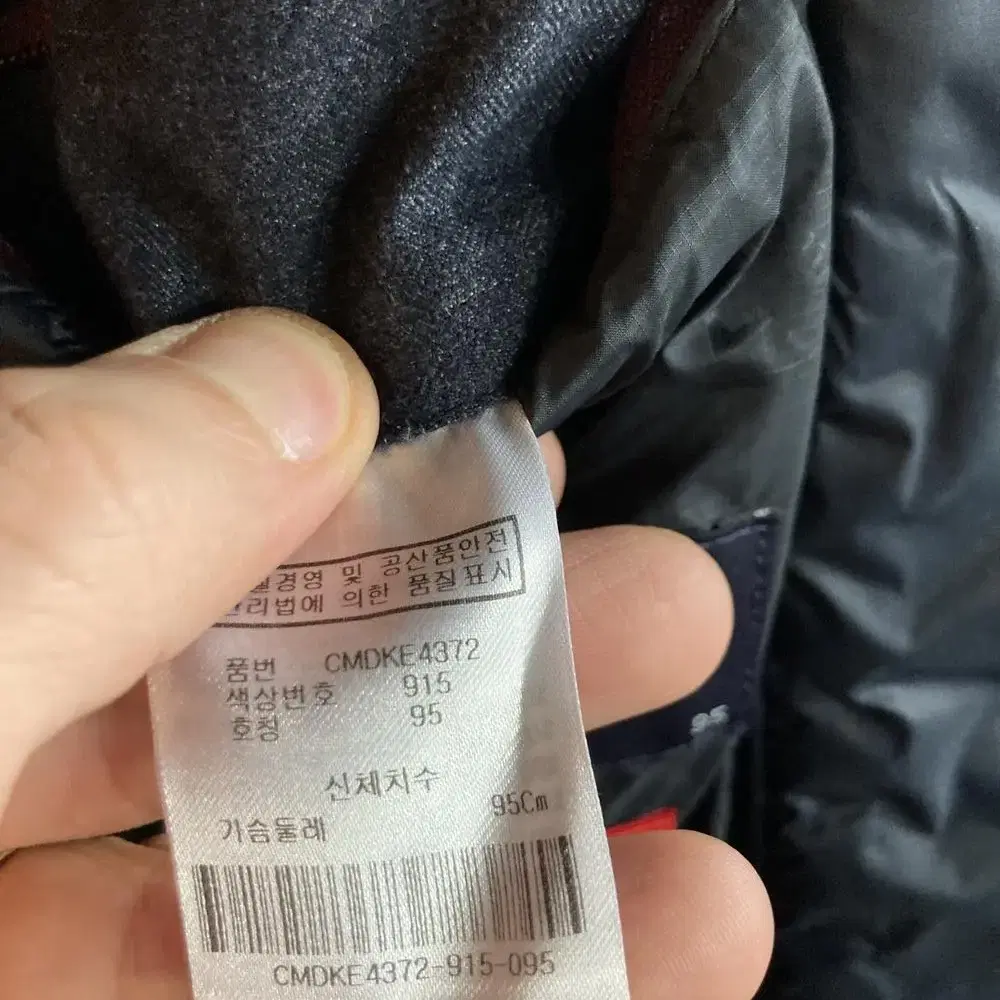 경영 및 공산품안전
관리법에 의한 품질표시
품번 CMDKE4372
색상번호 915
호칭 95
신체치수
가슴둘레 95Cm
CMDKE4372-915-095
95